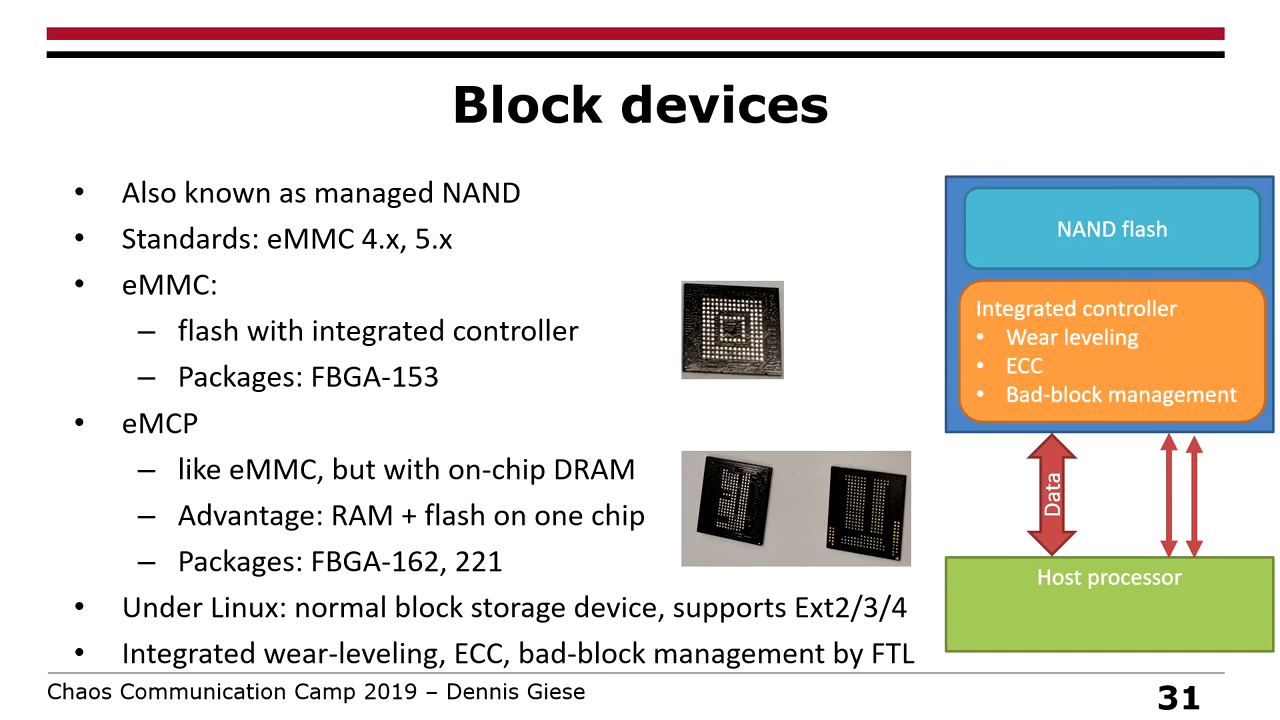 Block devices
• Also known as managed NAND
• Standards: eMMC 4.x, 5.x
• eMMC:
– flash with integrated controller
– Packages: FBGA-153
• eMCP
– like eMMC, but with on-chip DRAM
– Advantage: RAM + flash on one chip
– Packages: FBGA-162, 221
• Under Linux: normal block storage device, supports Ext2/3/4
• Integrated wear-leveling, ECC, bad-block management by FTL
NAND flash
Integrated controller
• Wear leveling
• ECC
• Bad-block management
Data
Host processor
Chaos Communication Camp 2019 – Dennis Giese
31